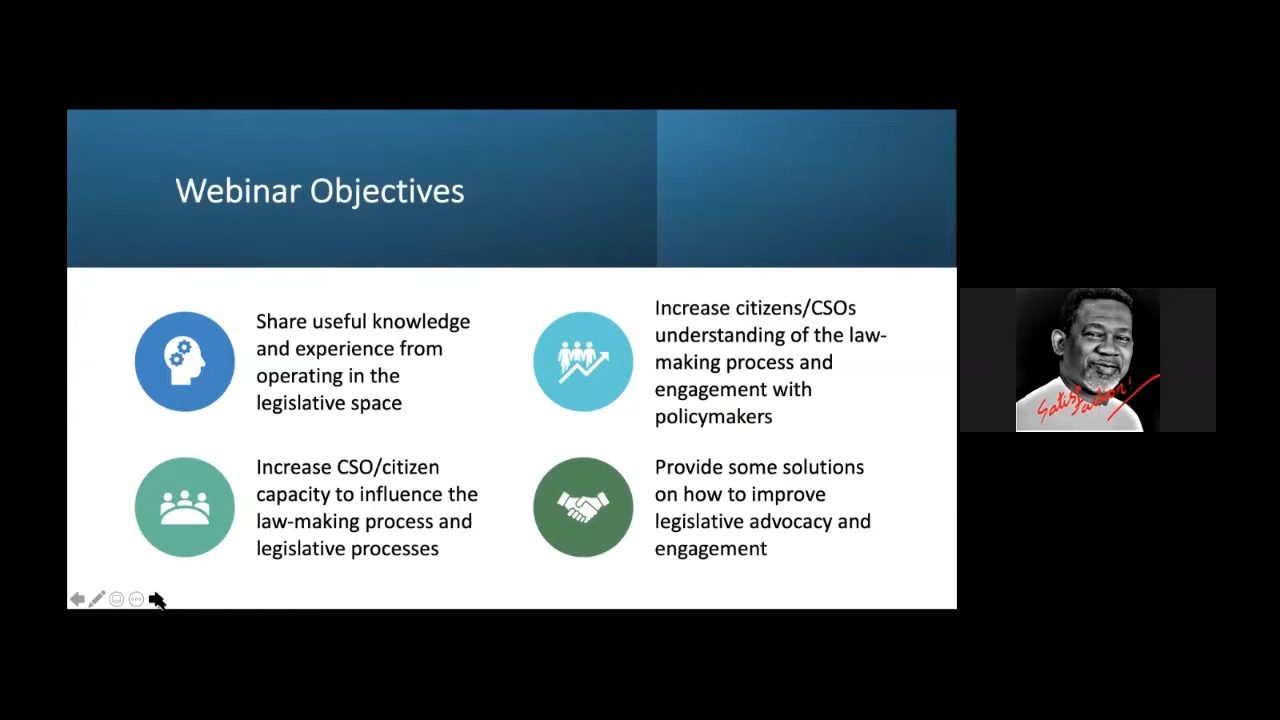 Webinar Objectives
Share useful knowledge
and experience from
operating in the
legislative space
Increase citizens/CSOs
understanding of the law-
making process and
engagement with
policymakers
Increase CSO/citizen
capacity to influence the
law-making process and
legislative processes
Provide some solutions
on how to improve
legislative advocacy and
engagement
Satisfaction!